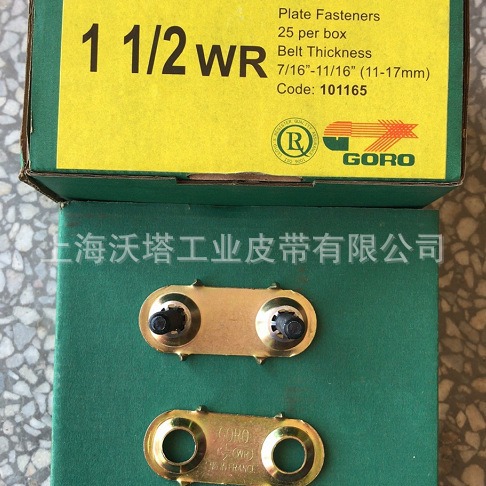 1 1/2 WR
Plate Fasteners
25 per box
Belt Thickness
7/16"-11/16" (11-17mm)
Code: 101165
R
GORO
上海沃塔工业皮带有限公司
GORO